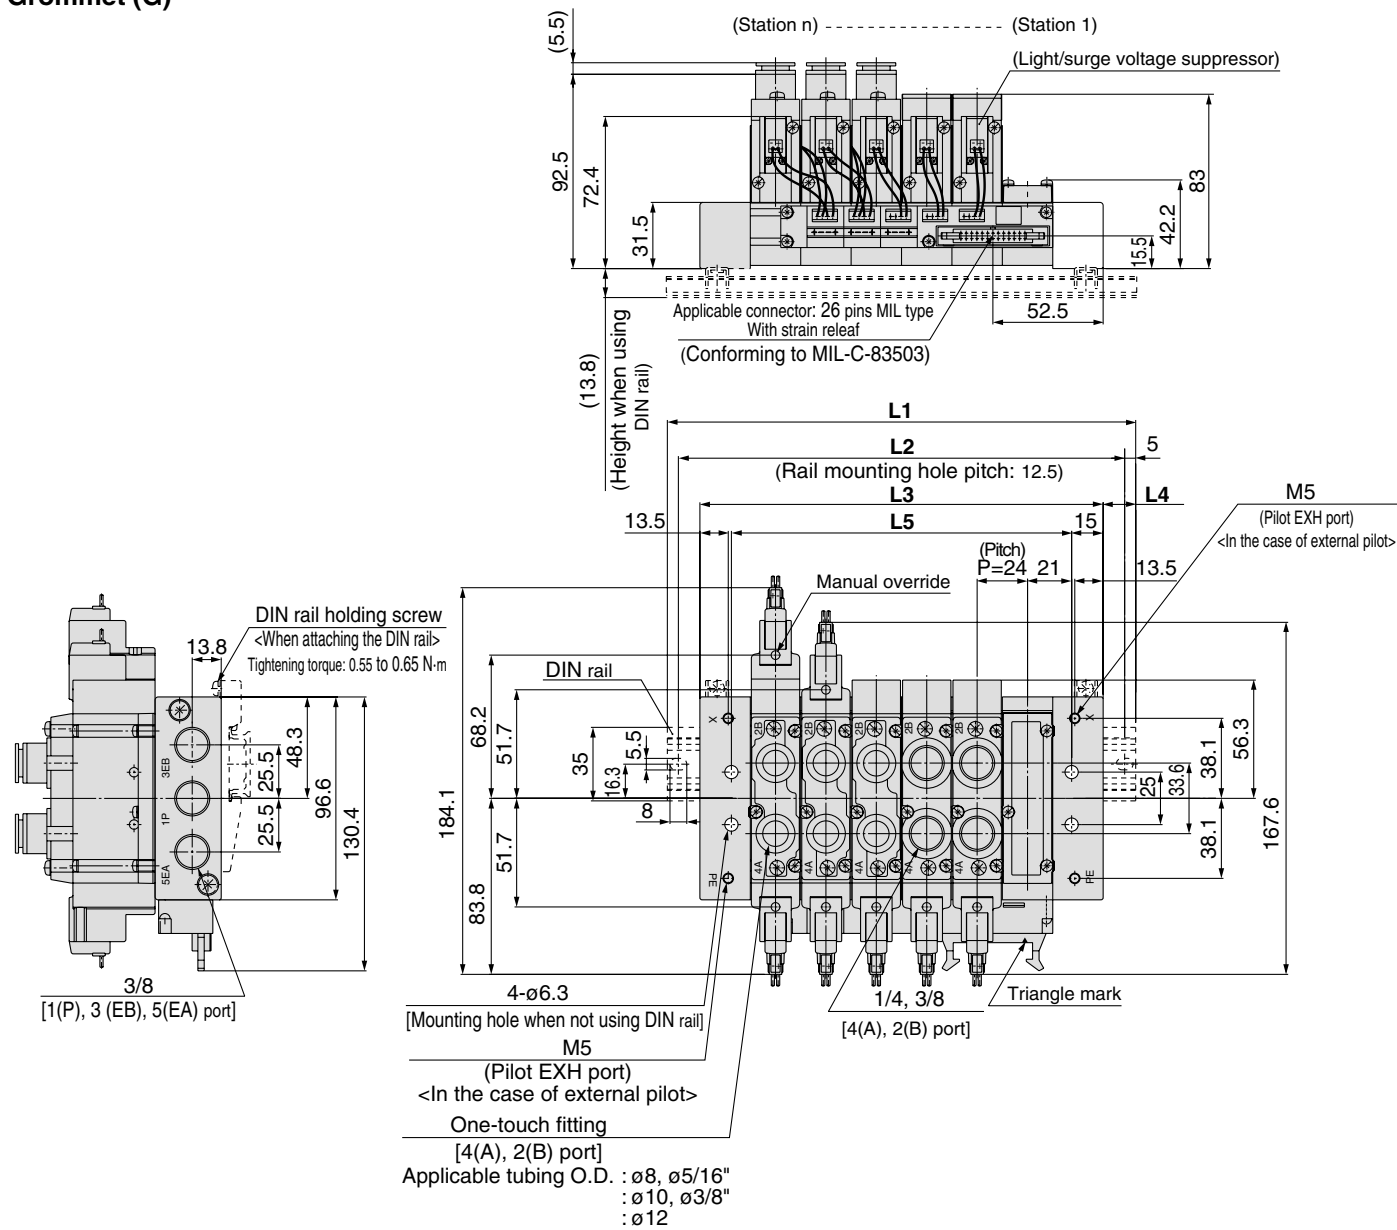 Grommet (G)
(Station n)
(Station 1)
(Light/surge voltage suppressor)
(5.5)
92.5
72.4
31.5
83
42.2
15.5
52.5
Applicable connector: 26 pins MIL type
With strain releaf
(Conforming to MIL-C-83503)
(13.8)
(Height when using
DIN rail)
L1
L2
5
(Rail mounting hole pitch: 12.5)
L3
L4
13.5
L5
15
M5
(Pilot EXH port)
<In the case of external pilot>
(Pitch)
P=24
21
13.5
Manual override
DIN rail holding screw
<When attaching the DIN rail>
Tightening torque: 0.55 to 0.65 N·m
13.8
DIN rail
3EB
1P
5EA
25.5
25.5
48.3
96.6
130.4
184.1
68.2
51.7
35
16.3
5.5
8
51.7
83.8
X
PE
2B
2B
2B
2B
2B
4A
4A
4A
4A
4A
X
PE
25
33.6
38.1
38.1
56.3
167.6
3/8
[1(P), 3 (EB), 5(EA) port]
4-ø6.3
[Mounting hole when not using DIN rail]
1/4, 3/8
[4(A), 2(B) port]
Triangle mark
M5
(Pilot EXH port)
<In the case of external pilot>
One-touch fitting
[4(A), 2(B) port]
Applicable tubing O.D. : ø8, ø5/16"
: ø10, ø3/8"
: ø12